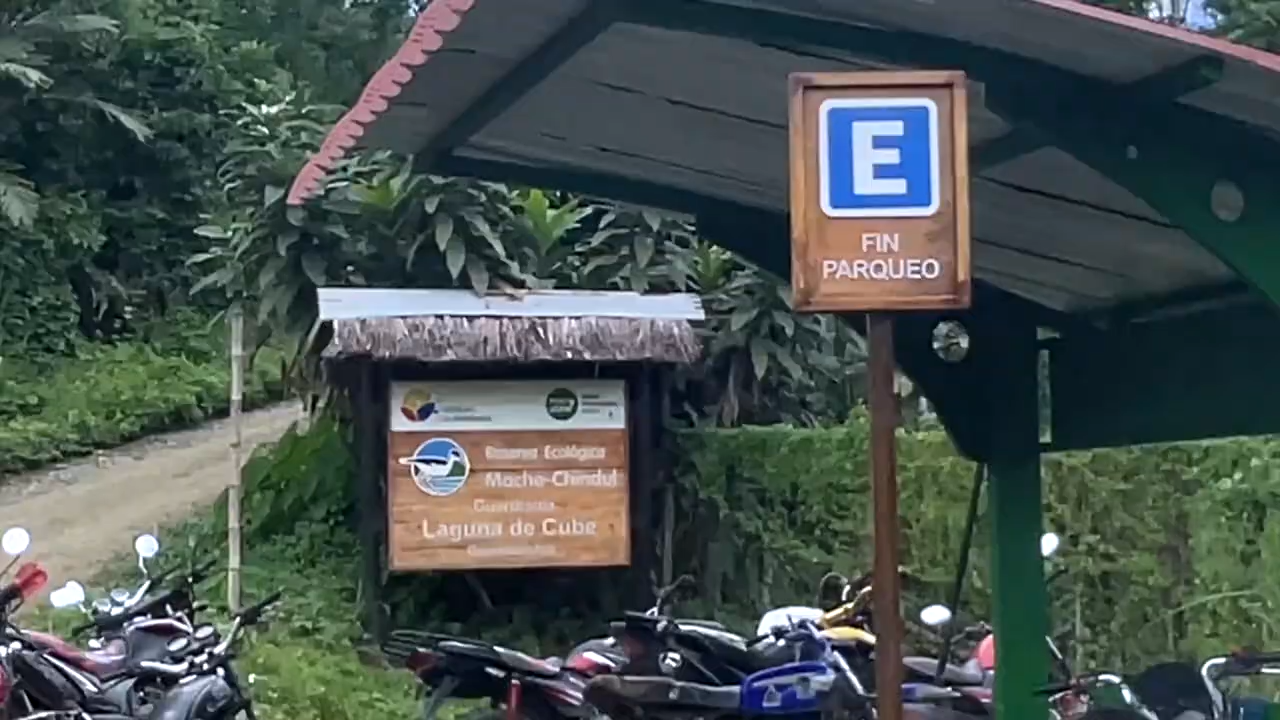 E
FIN
PARQUEO
Reserva Ecológica
Mache-Chindul
Guardianía
Laguna de Cube